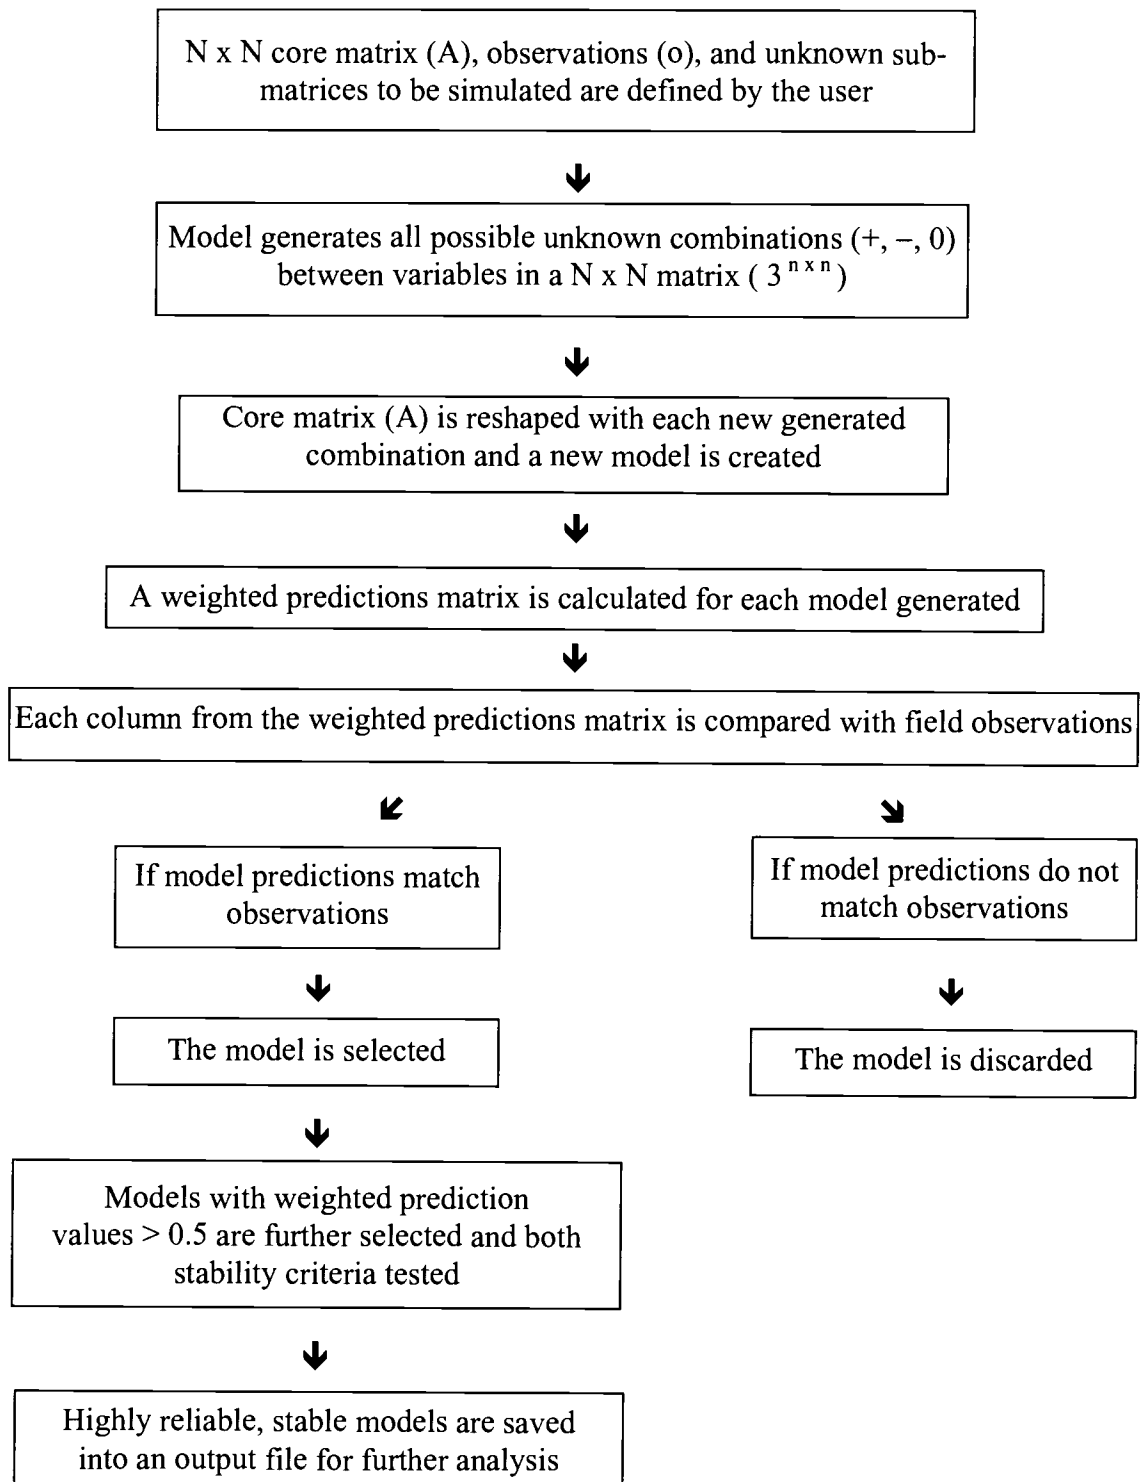 N x N core matrix (A), observations (o), and unknown sub-
matrices to be simulated are defined by the user
Model generates all possible unknown combinations (+, –, 0)
between variables in a N x N matrix ( 3 ⁿ ˣ ⁿ )
Core matrix (A) is reshaped with each new generated
combination and a new model is created
A weighted predictions matrix is calculated for each model generated
Each column from the weighted predictions matrix is compared with field observations
If model predictions match
observations
If model predictions do not
match observations
The model is selected
The model is discarded
Models with weighted prediction
values > 0.5 are further selected and both
stability criteria tested
Highly reliable, stable models are saved
into an output file for further analysis